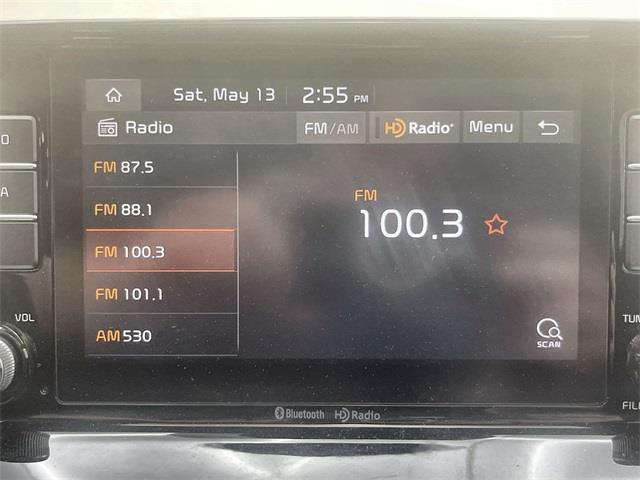 Sat, May 13 2:55 PM
Radio FM/AM HD Radio Menu
FM 87.5
FM 88.1
FM 100.3
FM 101.1
AM 530
FM
100.3
SCAN
VOL
Bluetooth HD Radio